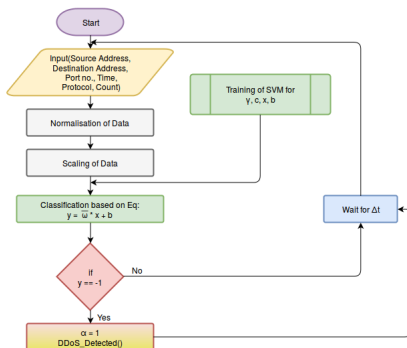 Start
Input(Source Address,
Destination Address,
Port no., Time,
Protocol, Count)
Training of SVM for
γ, c, x, b
Normalisation of Data
Scaling of Data
Classification based on Eq:
y = ω * x + b
Wait for Δt
if
y == -1
No
Yes
α = 1
DDoS_Detected()